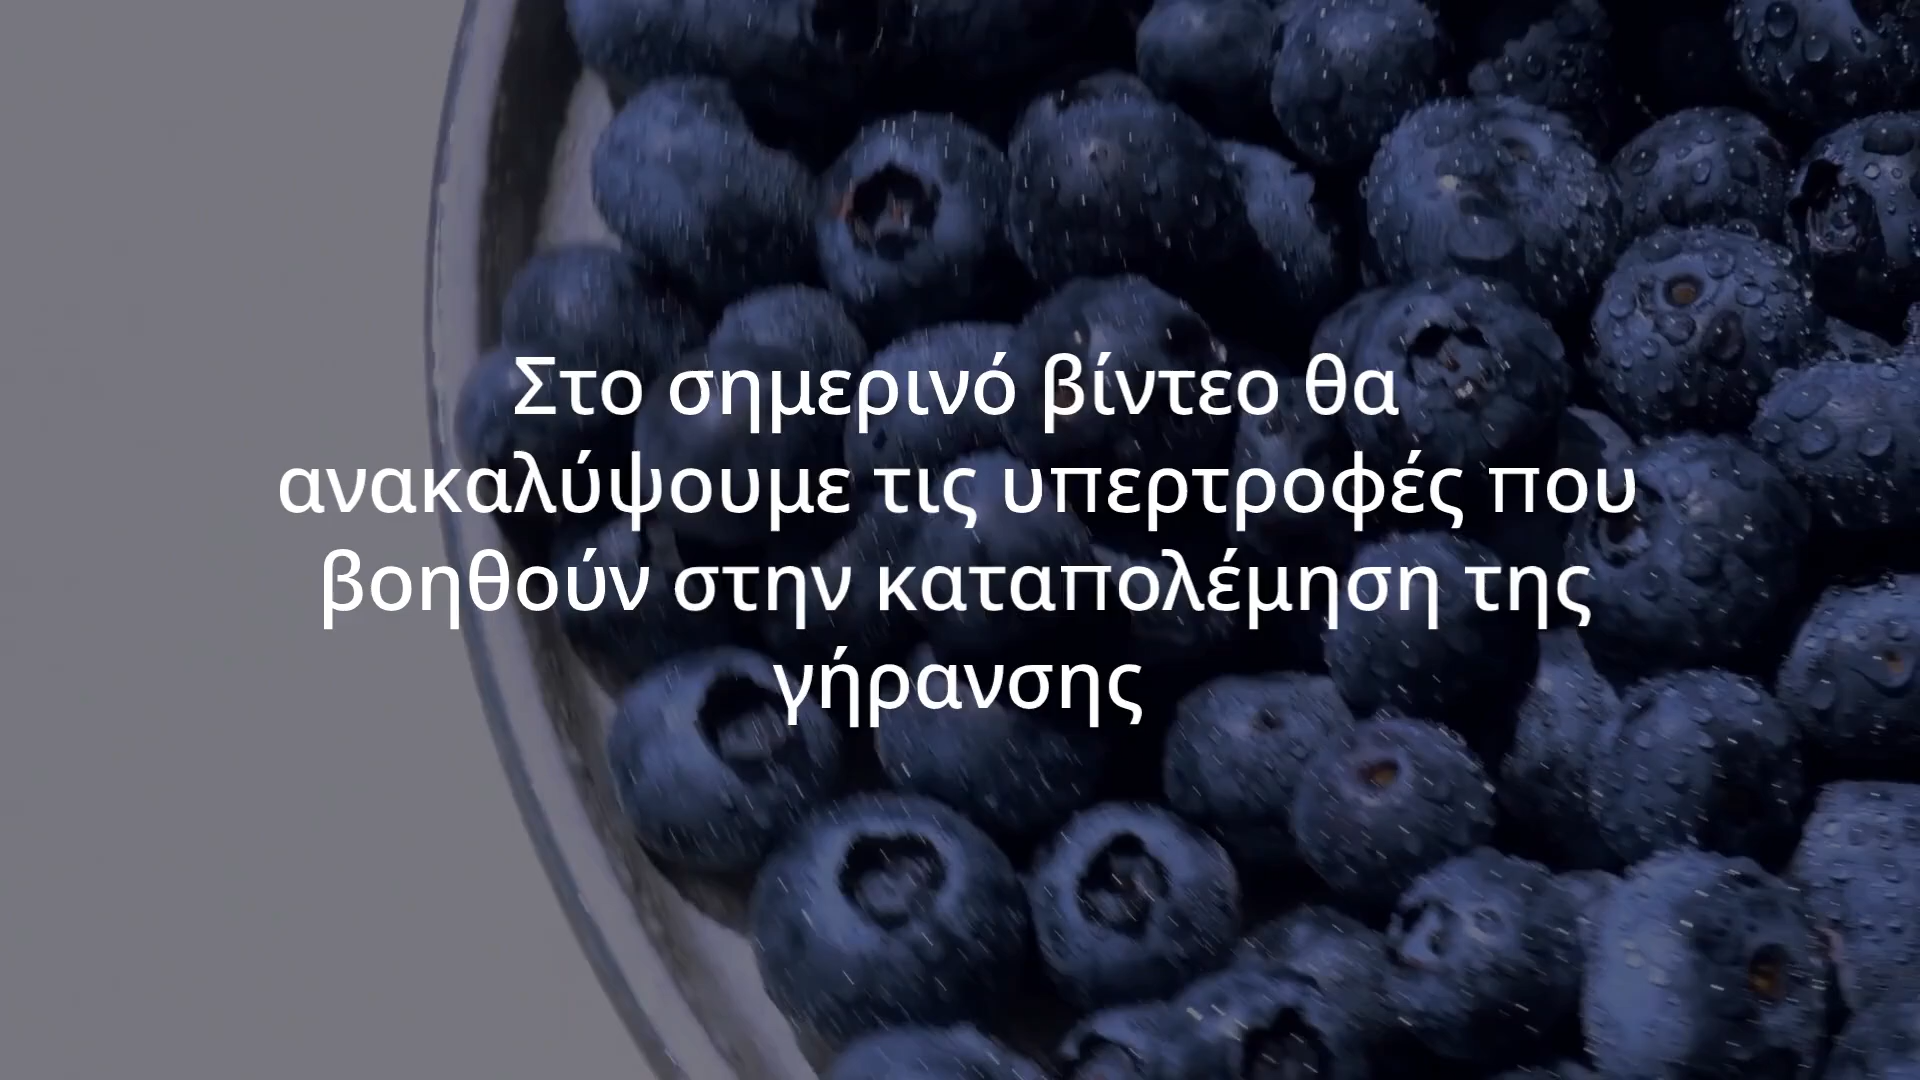 Στο σημερινό βίντεο θα
ανακαλύψουμε τις υπερτροφές που
βοηθούν στην καταπολέμηση της
γήρανσης